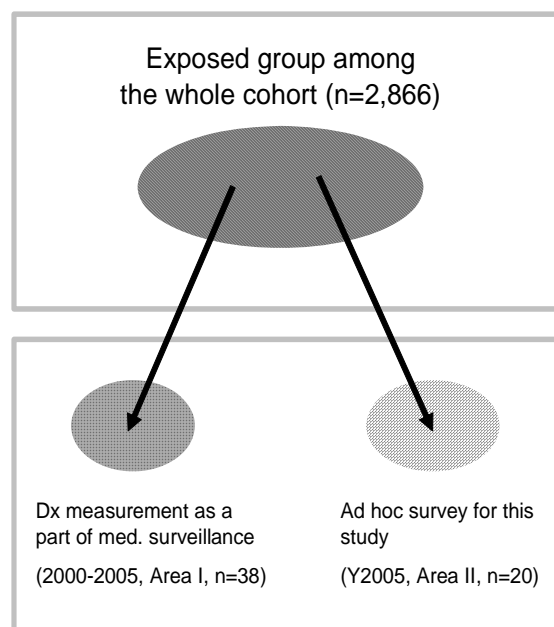 Exposed group among
the whole cohort (n=2,866)
Dx measurement as a
part of med. surveillance
(2000-2005, Area I, n=38)
Ad hoc survey for this
study
(Y2005, Area II, n=20)